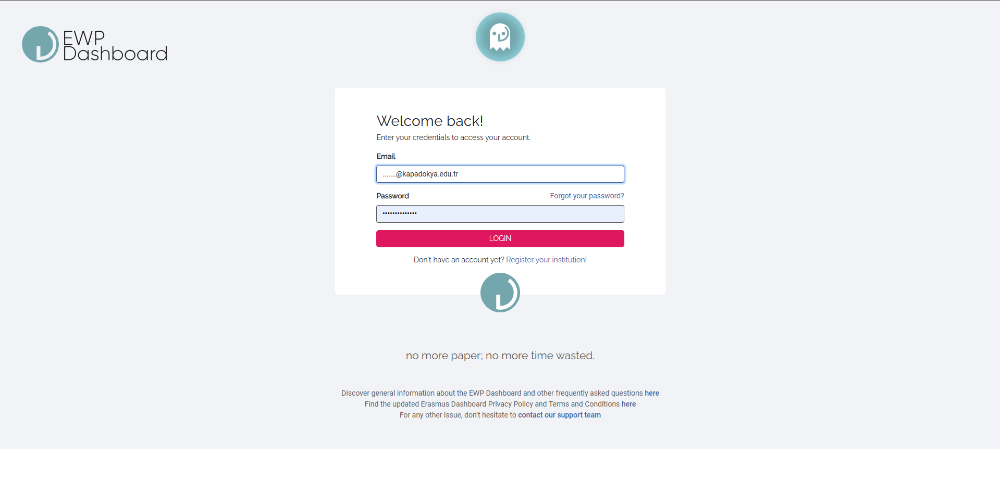 EWP
Dashboard
Welcome back!
Enter your credentials to access your account.
Email
.......@kapadokya.edu.tr
Password Forgot your password?
••••••••••••••
LOGIN
Don't have an account yet? Register your institution!
no more paper; no more time wasted.
Discover general information about the EWP Dashboard and other frequently asked questions here
Find the updated Erasmus Dashboard Privacy Policy and Terms and Conditions here
For any other issue, don’t hesitate to contact our support team